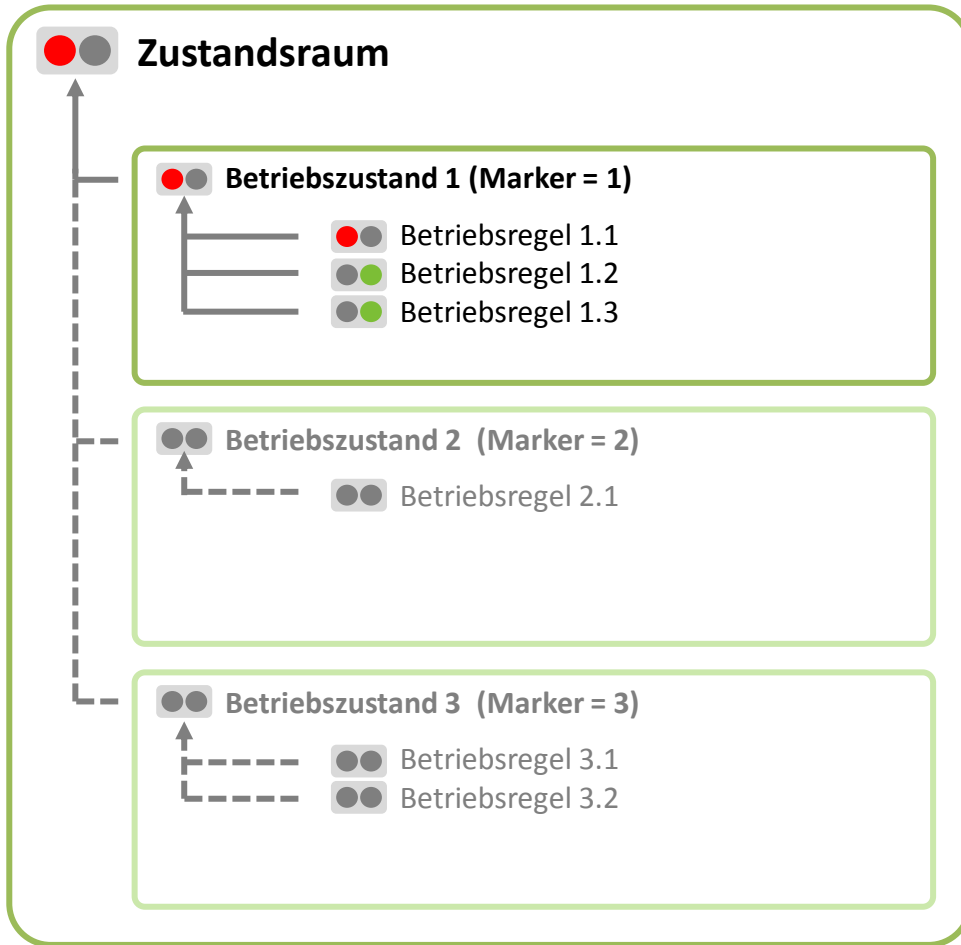 Zustandsraum
Betriebszustand 1 (Marker = 1)
Betriebsregel 1.1
Betriebsregel 1.2
Betriebsregel 1.3
Betriebszustand 2 (Marker = 2)
Betriebsregel 2.1
Betriebszustand 3 (Marker = 3)
Betriebsregel 3.1
Betriebsregel 3.2